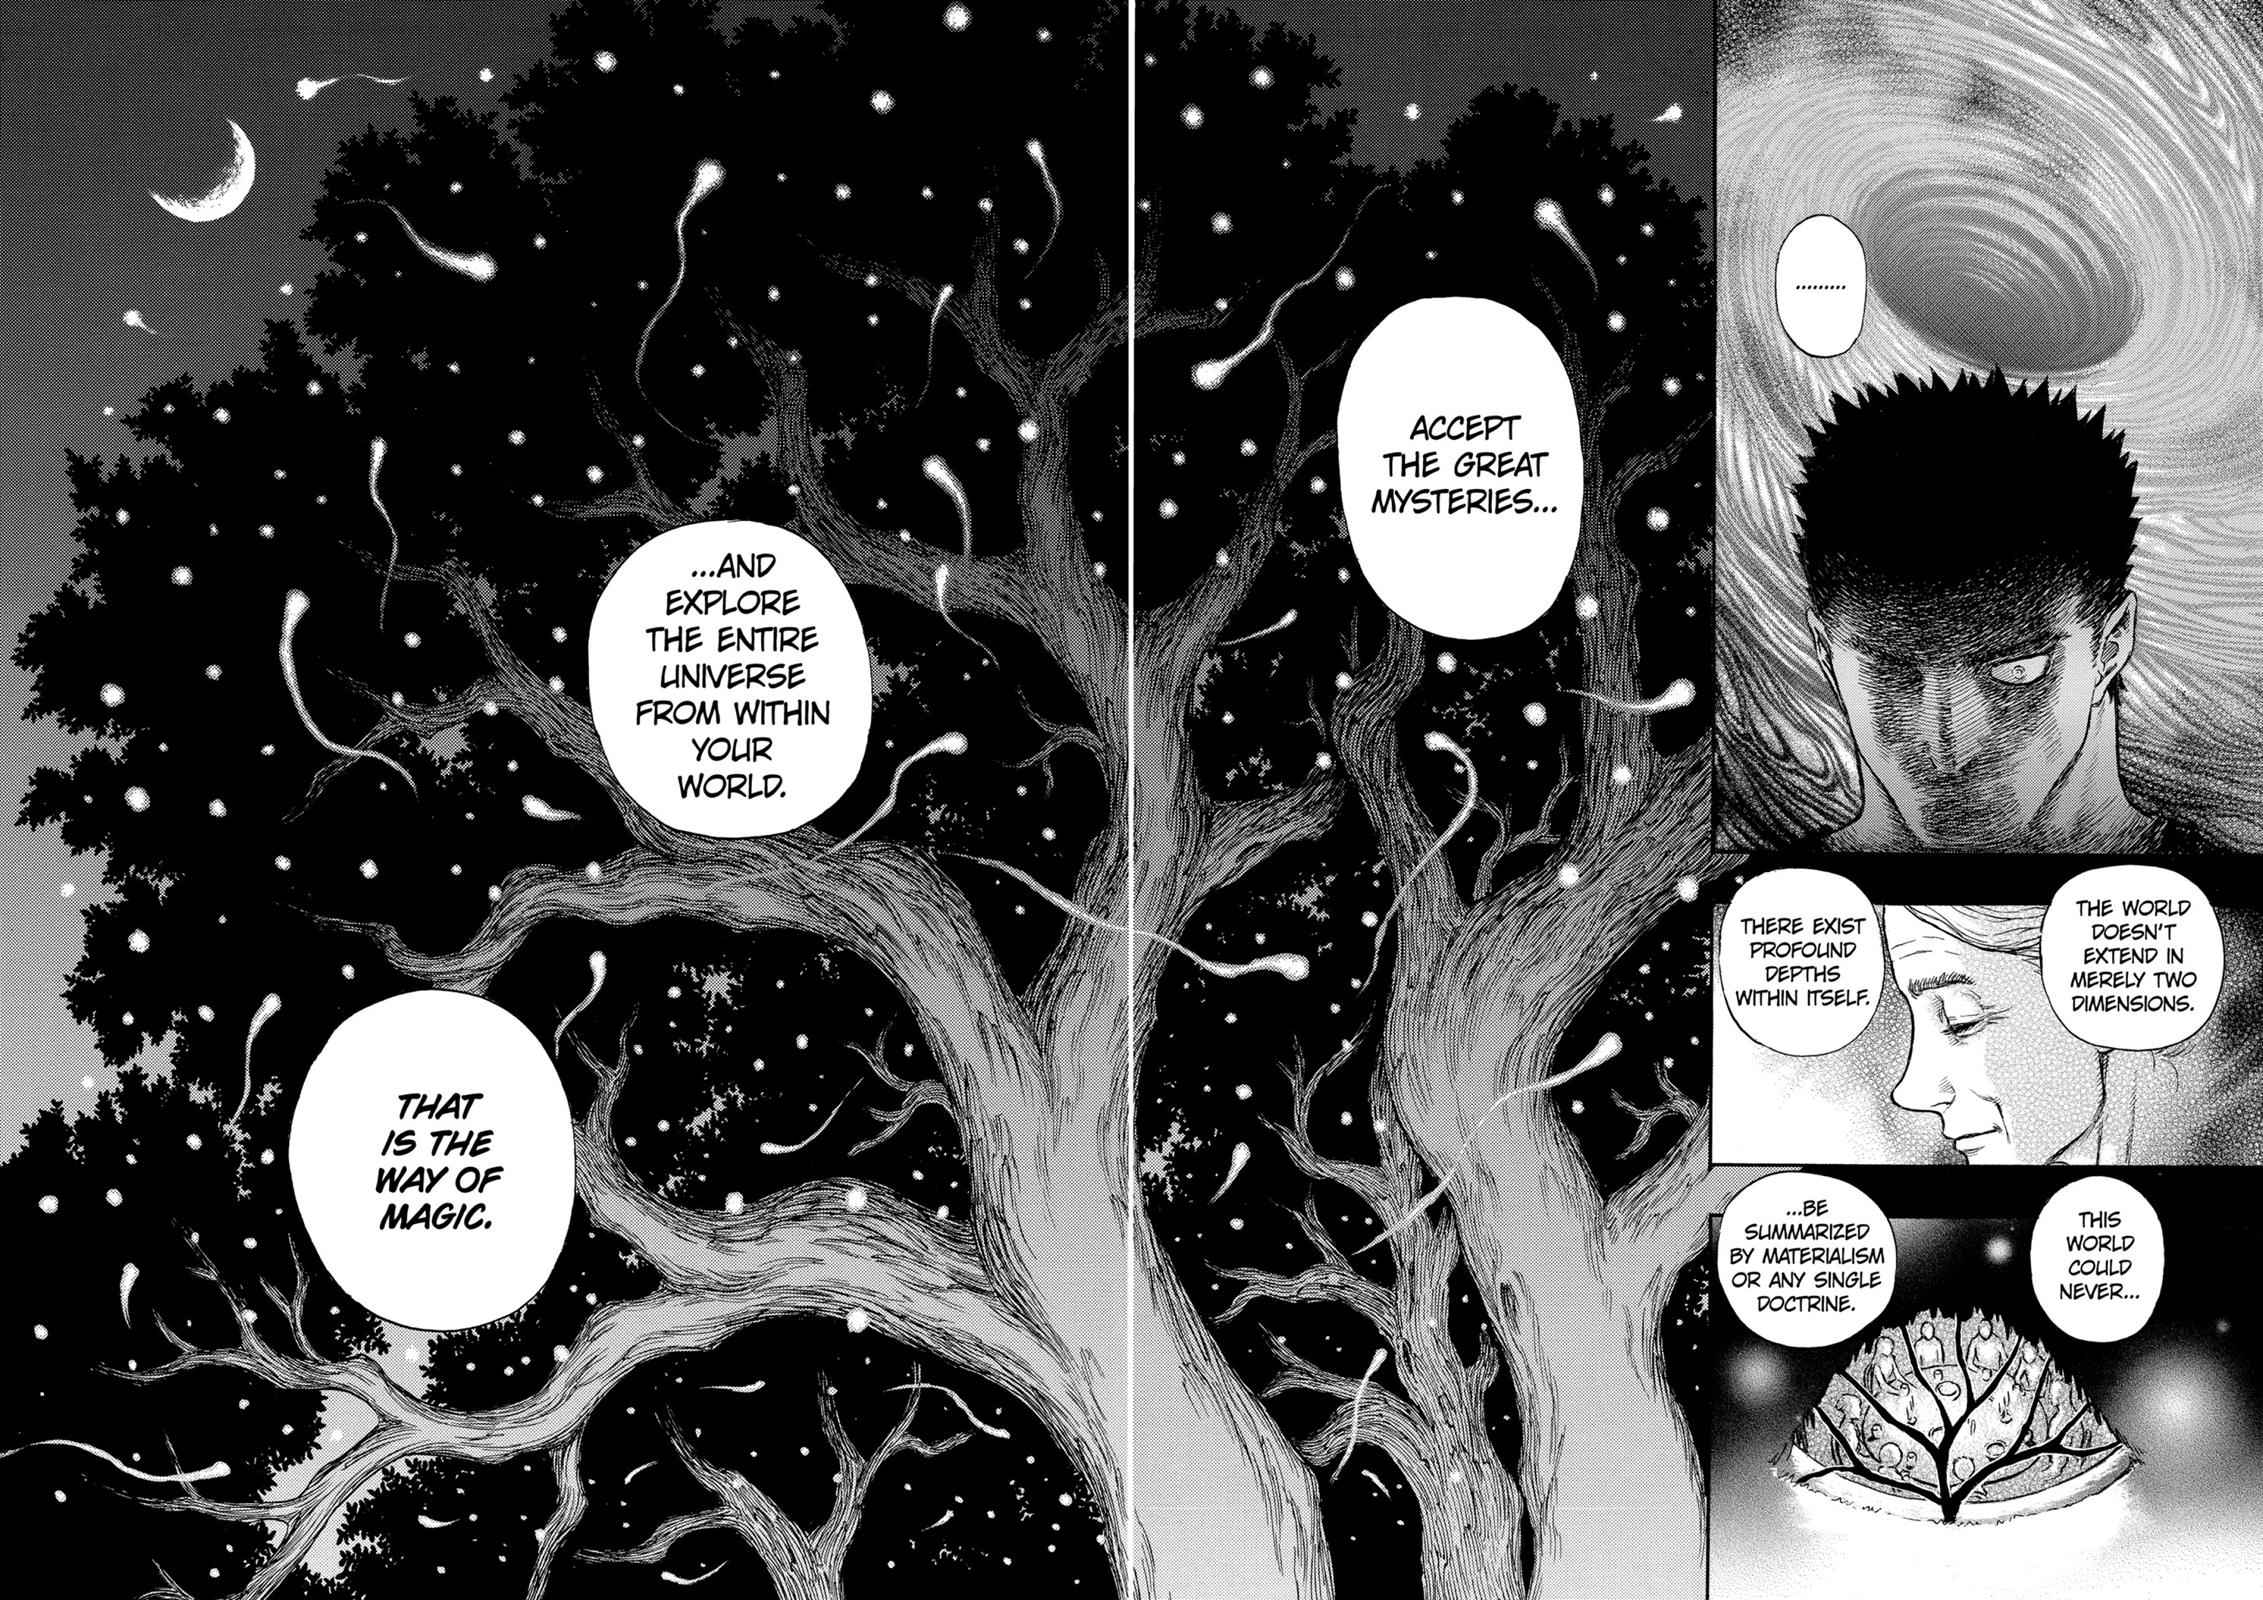 .........
THE WORLD
DOESN'T
EXTEND IN
MERELY TWO
DIMENSIONS.
THERE EXIST
PROFOUND
DEPTHS
WITHIN ITSELF.
THIS
WORLD
COULD
NEVER...
...BE
SUMMARIZED
BY MATERIALISM
OR ANY SINGLE
DOCTRINE.
ACCEPT
THE GREAT
MYSTERIES...
...AND
EXPLORE
THE ENTIRE
UNIVERSE
FROM WITHIN
YOUR
WORLD.
THAT
IS THE
WAY OF
MAGIC.